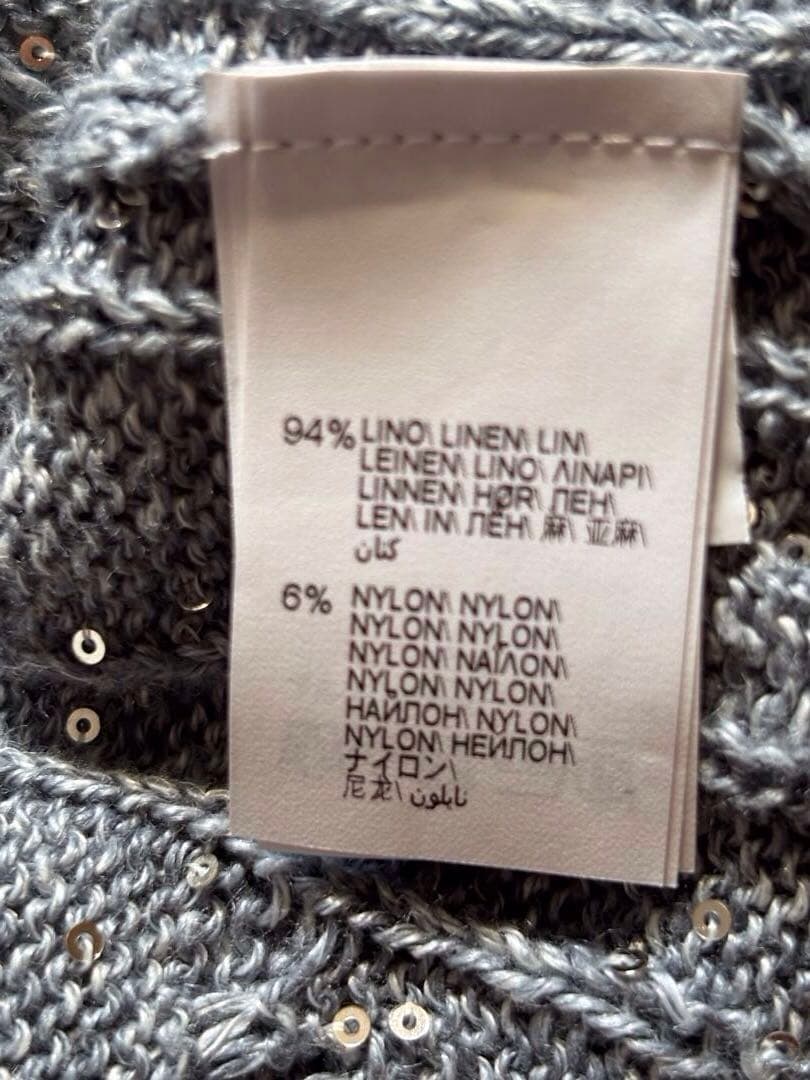 94% LINO\ LINEN\ LIN\
LEINEN\ LINO\ ΛΙΝΑΡΙ\
LINNEN\ HØR\ ЛЕН\
LEN\ IN\ ЛЁН\ 麻\ 亚麻\
كتان
6% NYLON\ NYLON\
NYLON\ NYLON\
NYLON\ ΝΑΪΛΟΝ\
NYLON\ NYLON\
НАЙЛОН\ NYLON\
NYLON\ НЕЙЛОН\
ナイロン\
尼龙\ نايلون